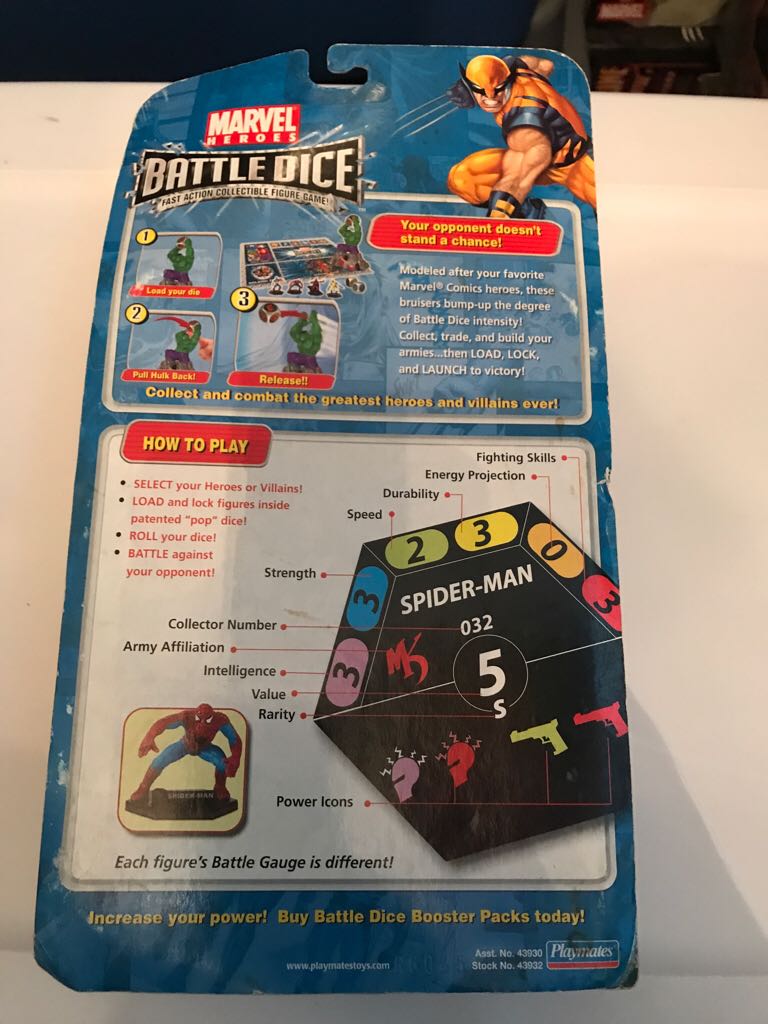 MARVEL
HEROES
BATTLE DICE
FAST ACTION COLLECTIBLE FIGURE GAME!
1
Load your die
2
Pull Hulk Back!
3
Release!!
Your opponent doesn't
stand a chance!
Modeled after your favorite
Marvel® Comics heroes, these
bruisers bump-up the degree
of Battle Dice intensity!
Collect, trade, and build your
armies...then LOAD, LOCK,
and LAUNCH to victory!
Collect and combat the greatest heroes and villains ever!
HOW TO PLAY
• SELECT your Heroes or Villains!
• LOAD and lock figures inside
patented "pop" dice!
• ROLL your dice!
• BATTLE against
your opponent!
Fighting Skills
Energy Projection
Durability
Speed
Strength
Collector Number
Army Affiliation
Intelligence
Value
Rarity
Power Icons
3
3
2
3
0
3
SPIDER-MAN
032
MK
5
S
SPIDER-MAN
Each figure's Battle Gauge is different!
Increase your power! Buy Battle Dice Booster Packs today!
www.playmatestoys.com
Asst. No. 43930
Stock No. 43932
Playmates